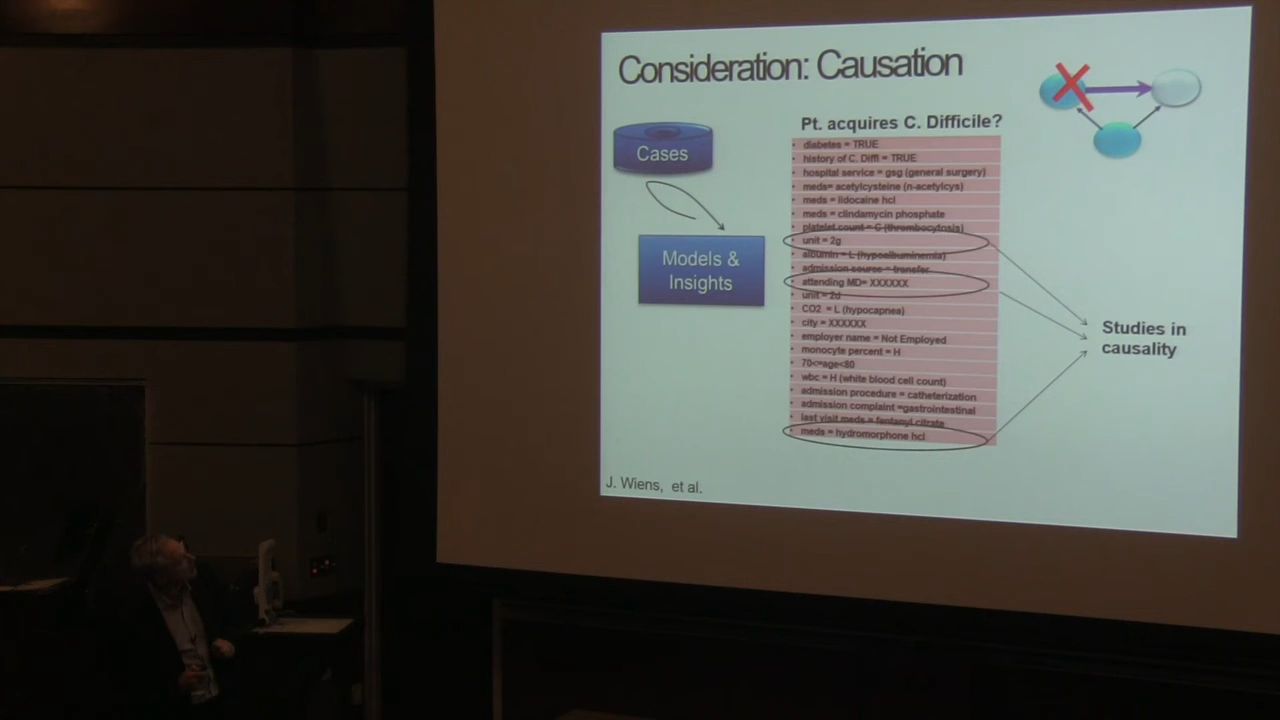 Consideration: Causation
Cases
Models &
Insights
Pt. acquires C. Difficile?
diabetes = TRUE
history of C. Diffi = TRUE
hospital service = gsg (general surgery)
meds= acetylcysteine (n-acetylcys)
meds = lidocaine hcl
meds = clindamycin phosphate
platelet count = C (thrombocytosis)
unit = 2g
albumin = L (hypoalbuminemia)
admission source = transfer
attending MD= XXXXXX
unit = 2d
CO2 = L (hypocapnea)
city = XXXXXX
employer name = Not Employed
monocyte percent = H
70<=age<80
wbc = H (white blood cell count)
admission procedure = catheterization
admission complaint =gastrointestinal
last visit meds = fentanyl citrate
meds = hydromorphone hcl
Studies in
causality
J. Wiens, et al.